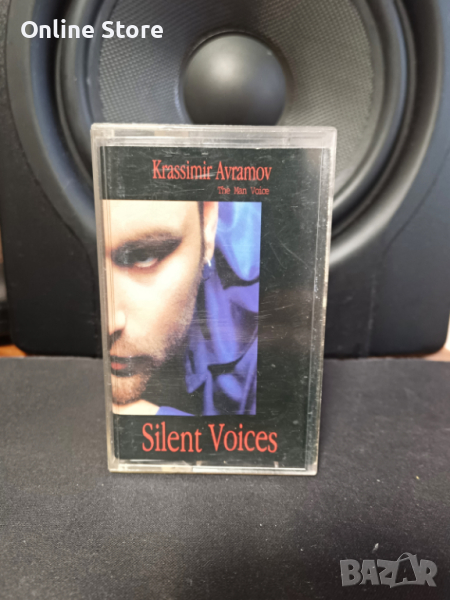 Online Store
Krassimir Avramov
The Man Voice
Silent Voices
BAZAR